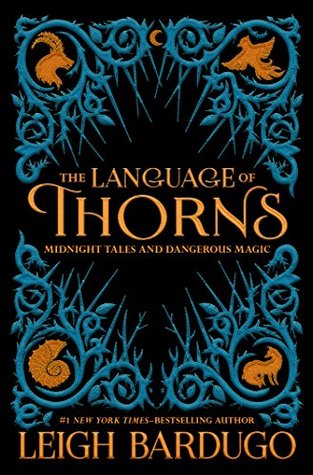 THE LANGUAGE OF
THORNS
MIDNIGHT TALES AND DANGEROUS MAGIC
#1 NEW YORK TIMES–BESTSELLING AUTHOR
LEIGH BARDUGO